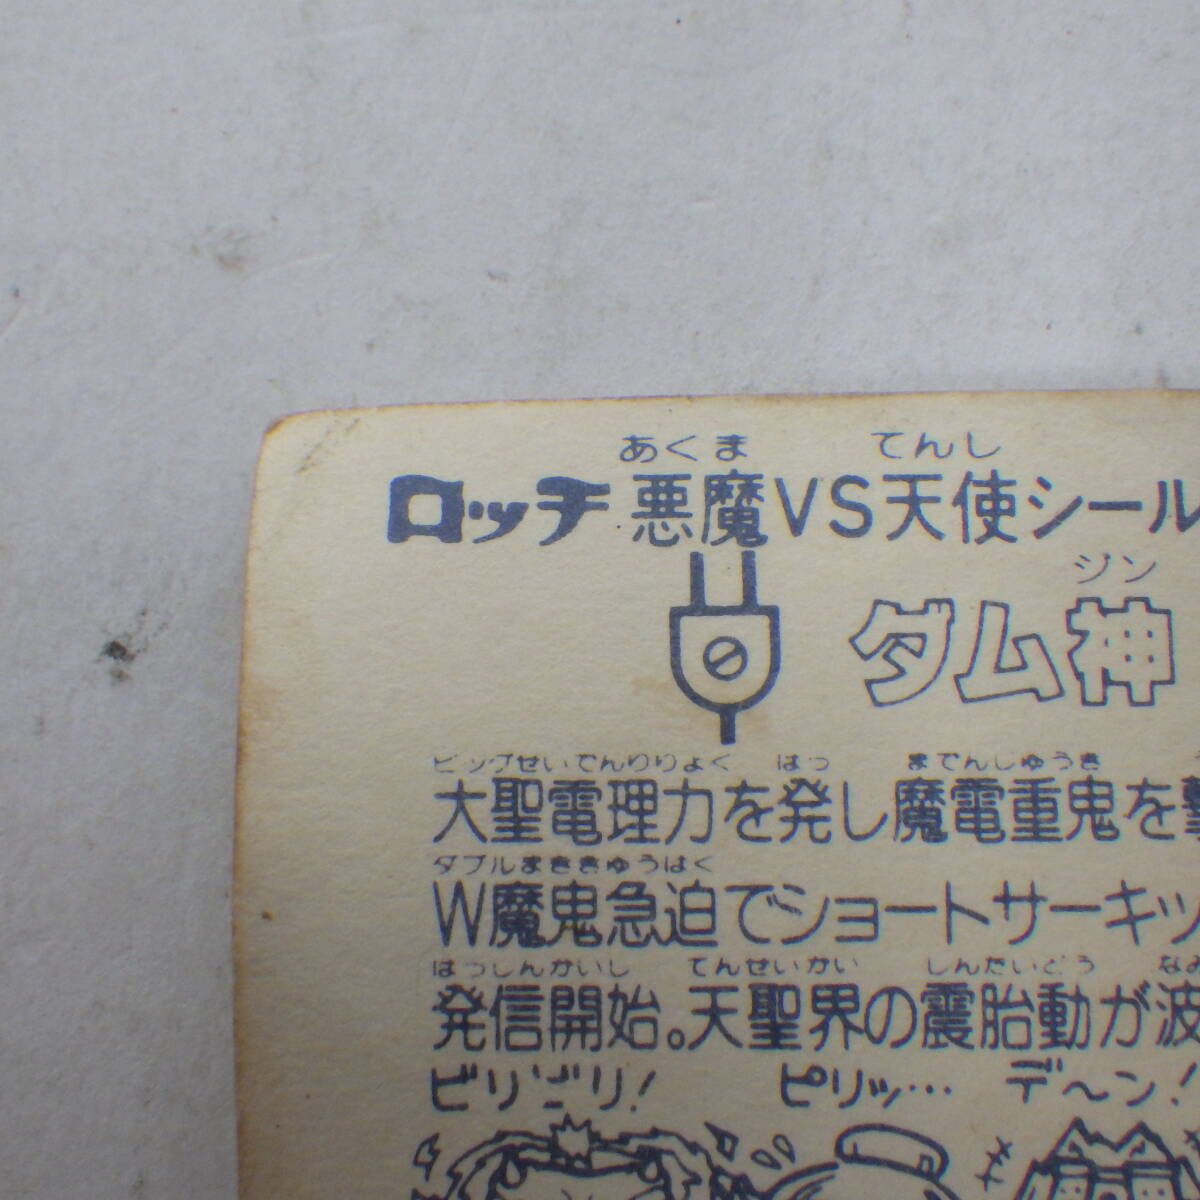 あくま てんし
ロッチ 悪魔VS天使シール
ジン
ダム神
ビッグせいでんりりょく はっ までんじゅうき
大聖電理力を発し魔電重鬼を撃
ダブルまききゅうはく
W魔鬼急迫でショートサーキッ
はっしんかいし てんせいかい しんたいどう なみ
発信開始。天聖界の震胎動が波
ビリビリ! ピリッ… デ〜ン!